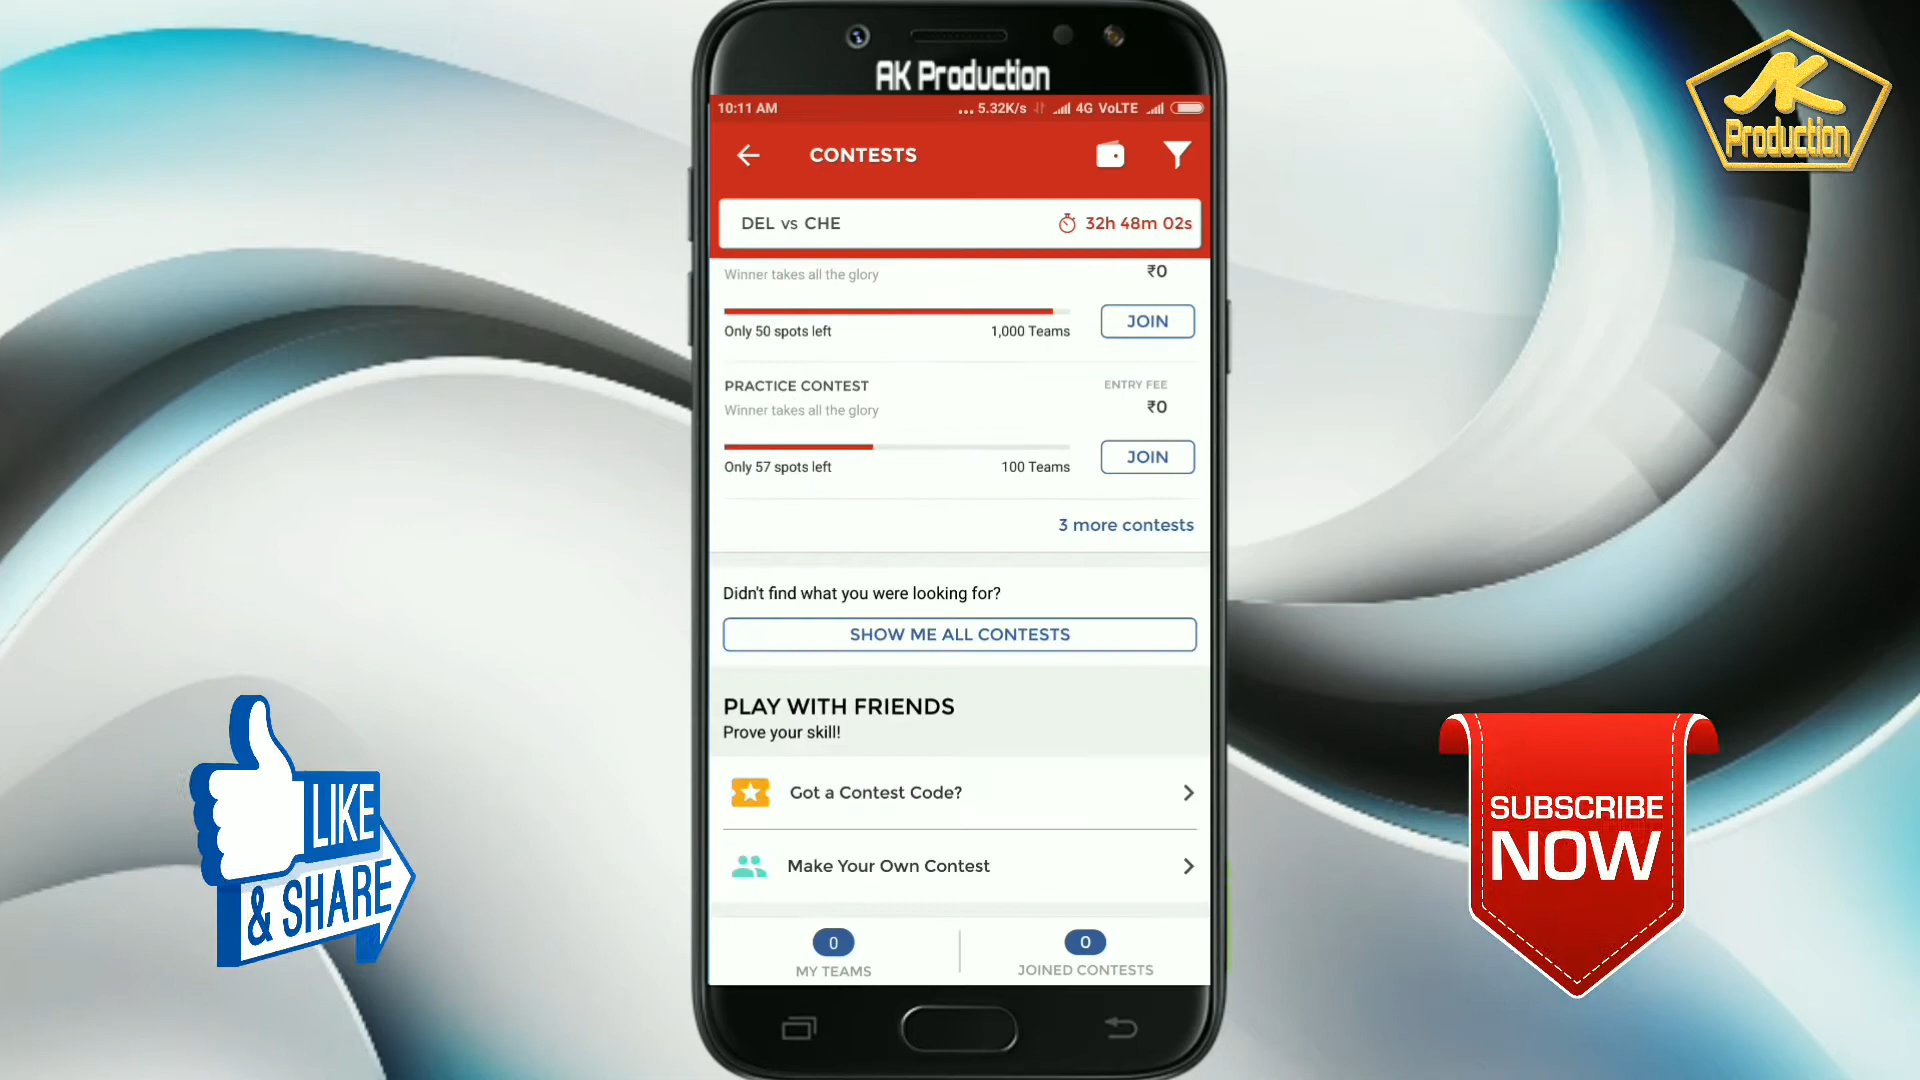 AK Production
10:11 AM
... 5.32K/s 4G VoLTE
CONTESTS
DEL vs CHE
32h 48m 02s
Winner takes all the glory
₹0
Only 50 spots left
1,000 Teams
JOIN
PRACTICE CONTEST
ENTRY FEE
Winner takes all the glory
₹0
Only 57 spots left
100 Teams
JOIN
3 more contests
Didn't find what you were looking for?
SHOW ME ALL CONTESTS
PLAY WITH FRIENDS
Prove your skill!
Got a Contest Code?
Make Your Own Contest
0
MY TEAMS
0
JOINED CONTESTS
AK
Production
LIKE
& SHARE
SUBSCRIBE
NOW